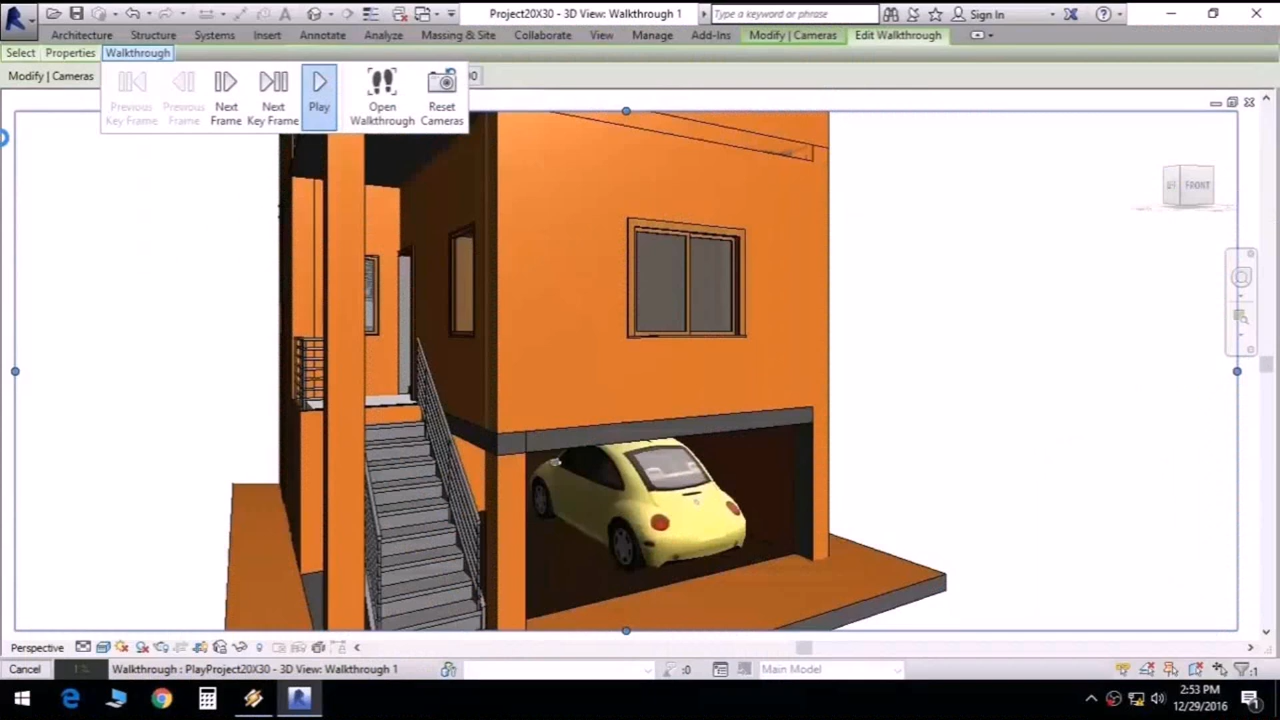 Project20X30 - 3D View: Walkthrough 1
Type a keyword or phrase
Sign In
Architecture Structure Systems Insert Annotate Analyze Massing & Site Collaborate View Manage Add-Ins Modify | Cameras Edit Walkthrough
Select Properties Walkthrough
Modify | Cameras
Previous Key Frame
Previous Frame
Next Frame
Next Key Frame
Play
Open Walkthrough
Reset Cameras
FRONT
Perspective
Cancel 1 % Walkthrough : PlayProject20X30 - 3D View: Walkthrough 1 :0 Main Model :1
2:53 PM
12/29/2016